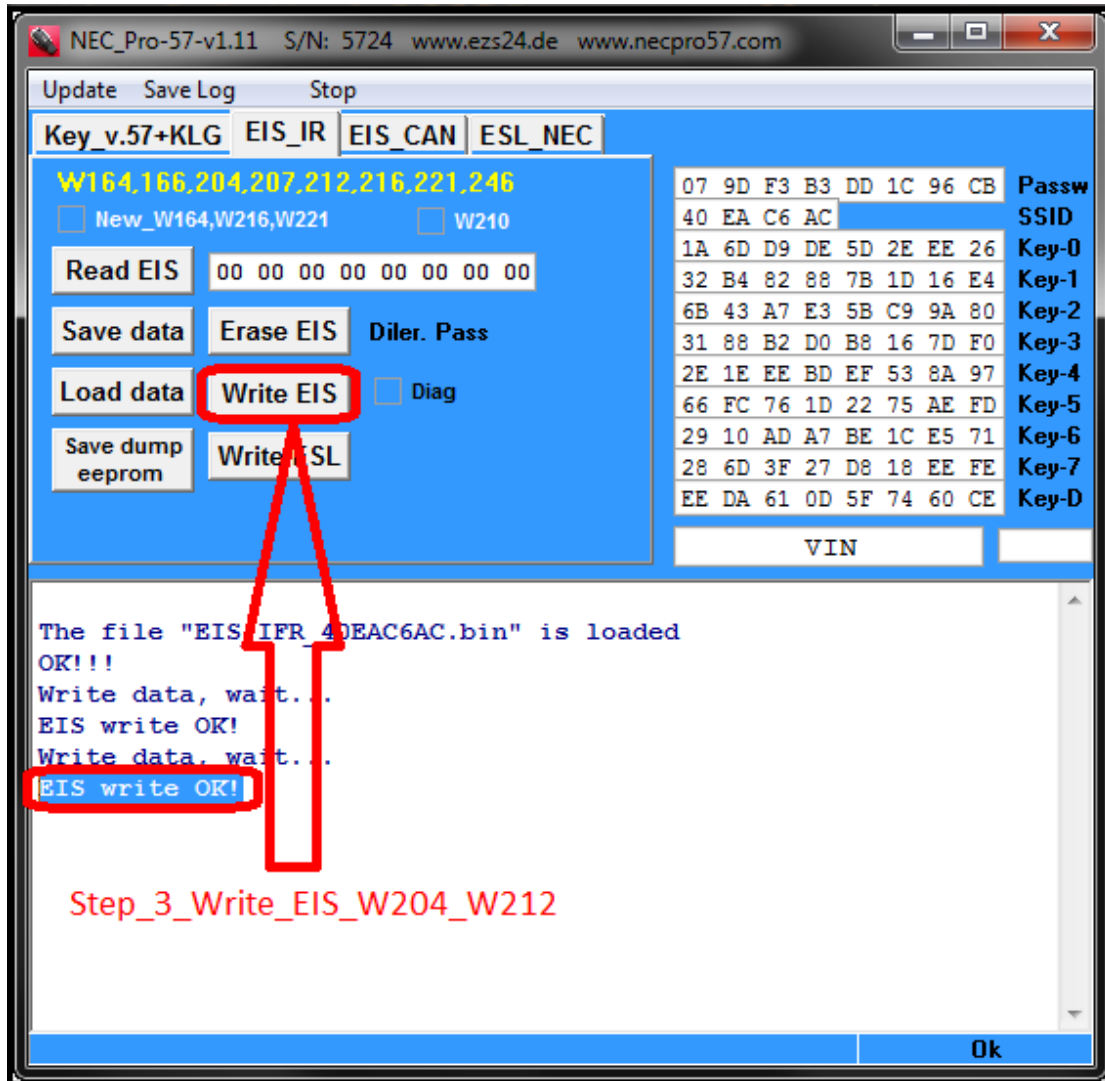 NEC_Pro-57-v1.11 S/N: 5724 www.ezs24.de www.necpro57.com
Update Save Log Stop
Key_v.57+KLG EIS_IR EIS_CAN ESL_NEC
W164,166,204,207,212,216,221,246
New_W164,W216,W221 W210
Read EIS 00 00 00 00 00 00 00 00
Save data Erase EIS Diler. Pass
Load data Write EIS Diag
Save dump
eeprom
Write ESL
07 9D F3 B3 DD 1C 96 CB Passw
40 EA C6 AC SSID
1A 6D D9 DE 5D 2E EE 26 Key-0
32 B4 82 88 7B 1D 16 E4 Key-1
6B 43 A7 E3 5B C9 9A 80 Key-2
31 88 B2 D0 B8 16 7D F0 Key-3
2E 1E EE BD EF 53 8A 97 Key-4
66 FC 76 1D 22 75 AE FD Key-5
29 10 AD A7 BE 1C E5 71 Key-6
28 6D 3F 27 D8 18 EE FE Key-7
EE DA 61 0D 5F 74 60 CE Key-D
VIN
The file "EIS_IFR_40EAC6AC.bin" is loaded
OK!!!
Write data, wait...
EIS write OK!
Write data, wait...
EIS write OK!
Step_3_Write_EIS_W204_W212
Ok